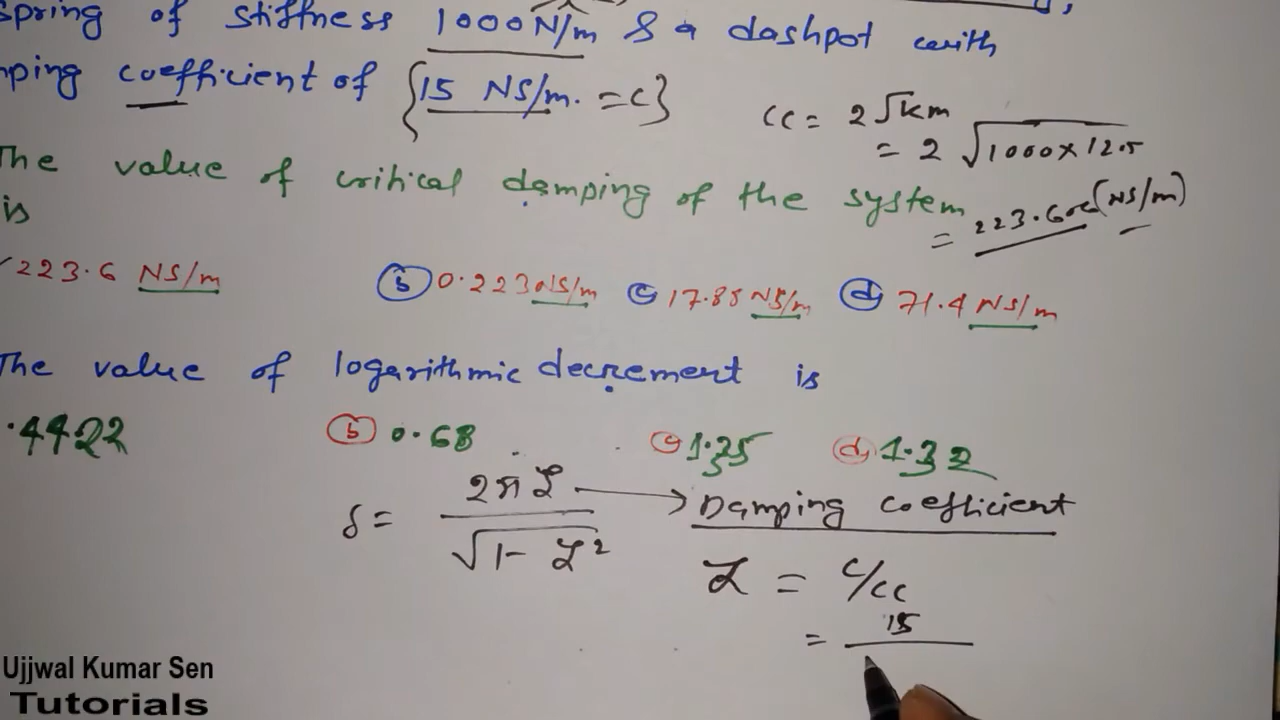 spring of stiffness 1000 N/m & a dashpot with
ping coefficient of {15 NS/m. = C}
Cc = 2√km
= 2 √1000×12.5
The value of critical damping of the system
= 223.60 (NS/m)
is
223.6 NS/m (b) 0.223 NS/m (c) 17.88 NS/m (d) 71.4 NS/m
The value of logarithmic decrement is
.4422 (b) 0.68 (c) 1.35 (d) 1.32
δ = 2πξ / √1-ξ² → Damping coefficient
ξ = C/Cc
= 15
Ujjwal Kumar Sen
Tutorials